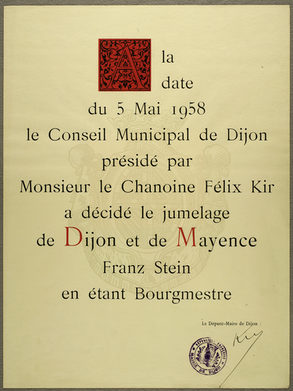 A la
date
du 5 Mai 1958
le Conseil Municipal de Dijon
présidé par
Monsieur le Chanoine Félix Kir
a décidé le jumelage
de Dijon et de Mayence
Franz Stein
en étant Bourgmestre
Le Député-Maire de Dijon
Kir